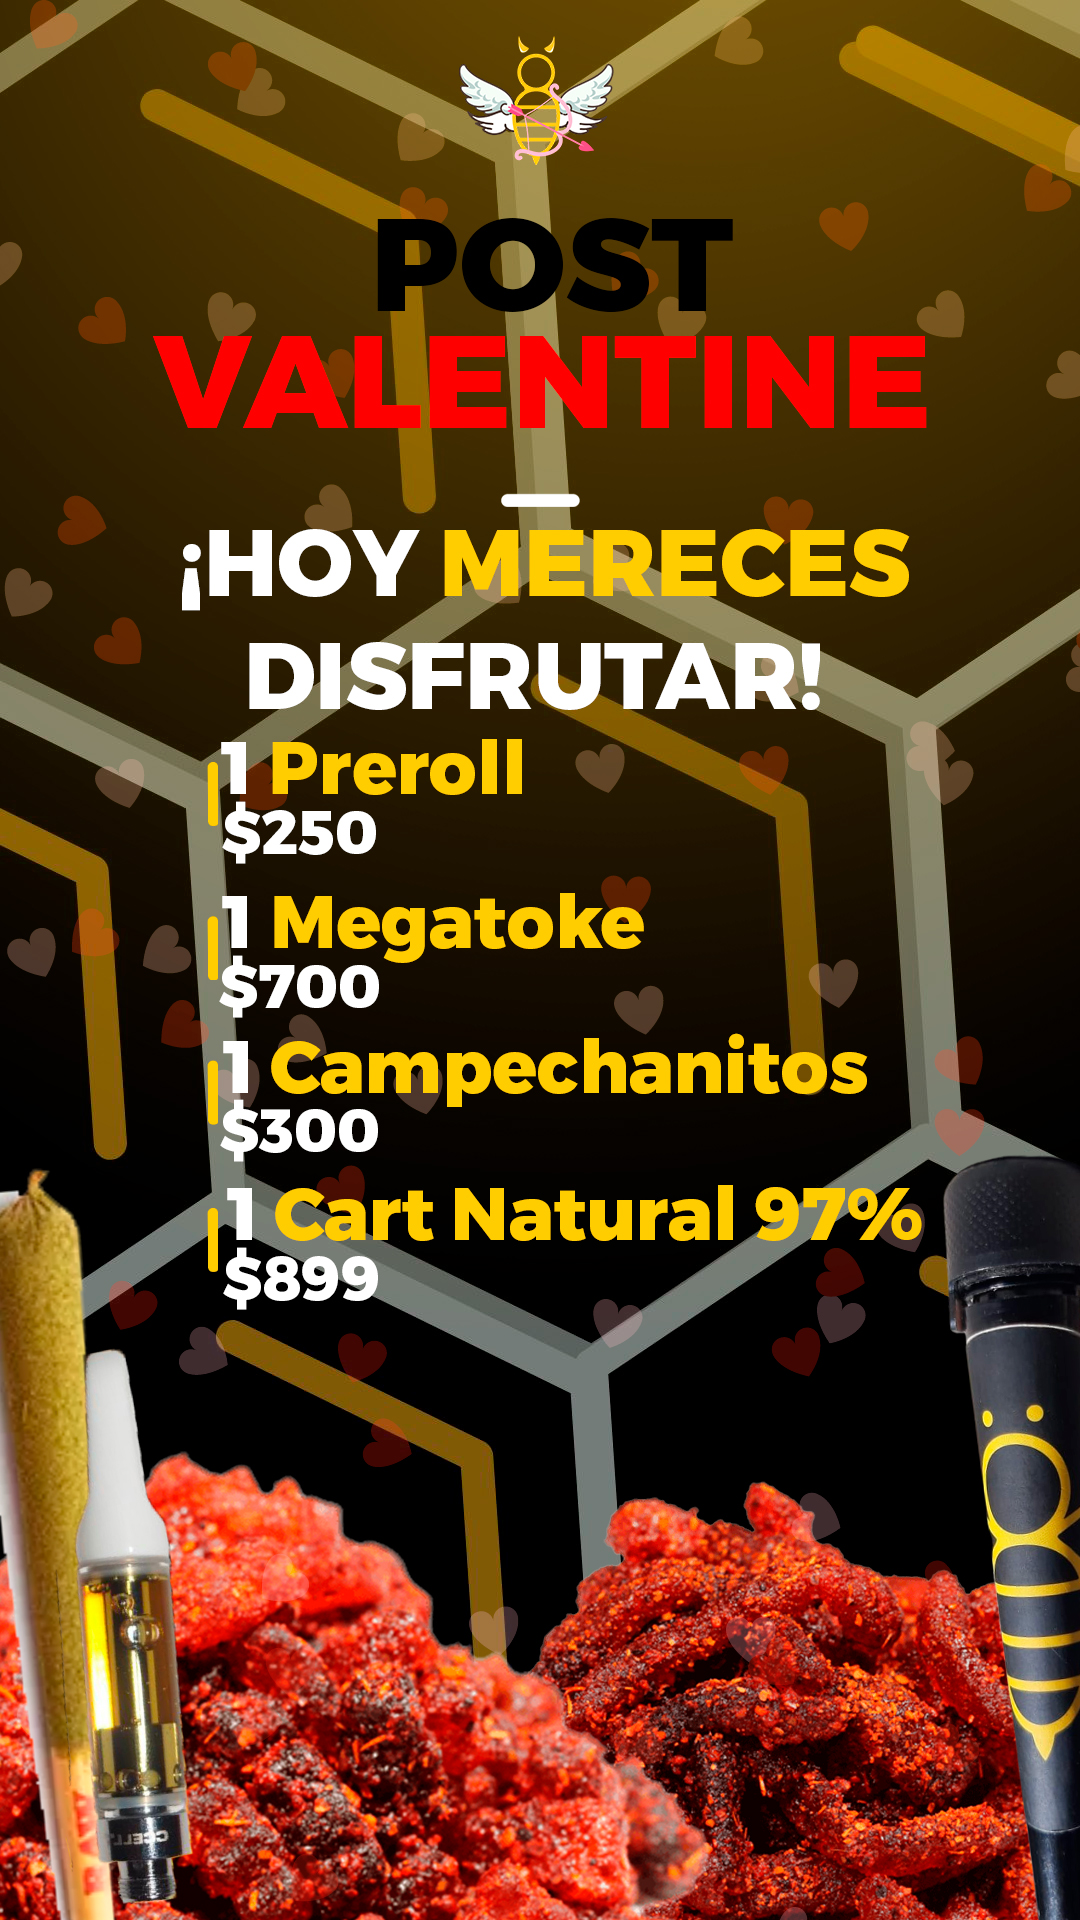 POST
VALENTINE
¡HOY MERECES
DISFRUTAR!
1 Preroll
$250
1 Megatoke
$700
1 Campechanitos
$300
1 Cart Natural 97%
$899
CCELL